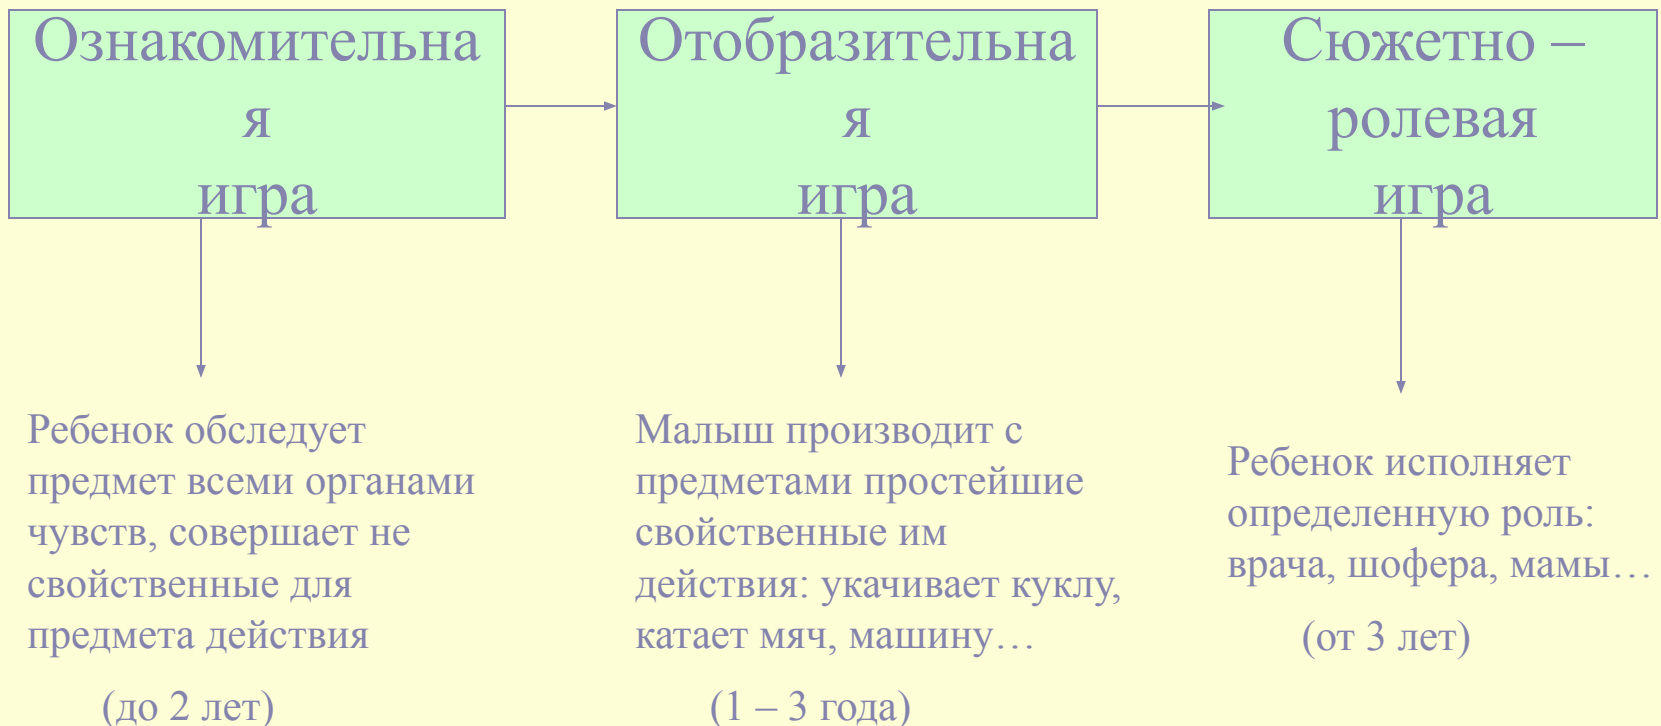 Ознакомительна
я
игра
Отобразительна
я
игра
Сюжетно –
ролевая
игра
Ребенок обследует
предмет всеми органами
чувств, совершает не
свойственные для
предмета действия
(до 2 лет)
Малыш производит с
предметами простейшие
свойственные им
действия: укачивает куклу,
катает мяч, машину…
(1 – 3 года)
Ребенок исполняет
определенную роль:
врача, шофера, мамы…
(от 3 лет)